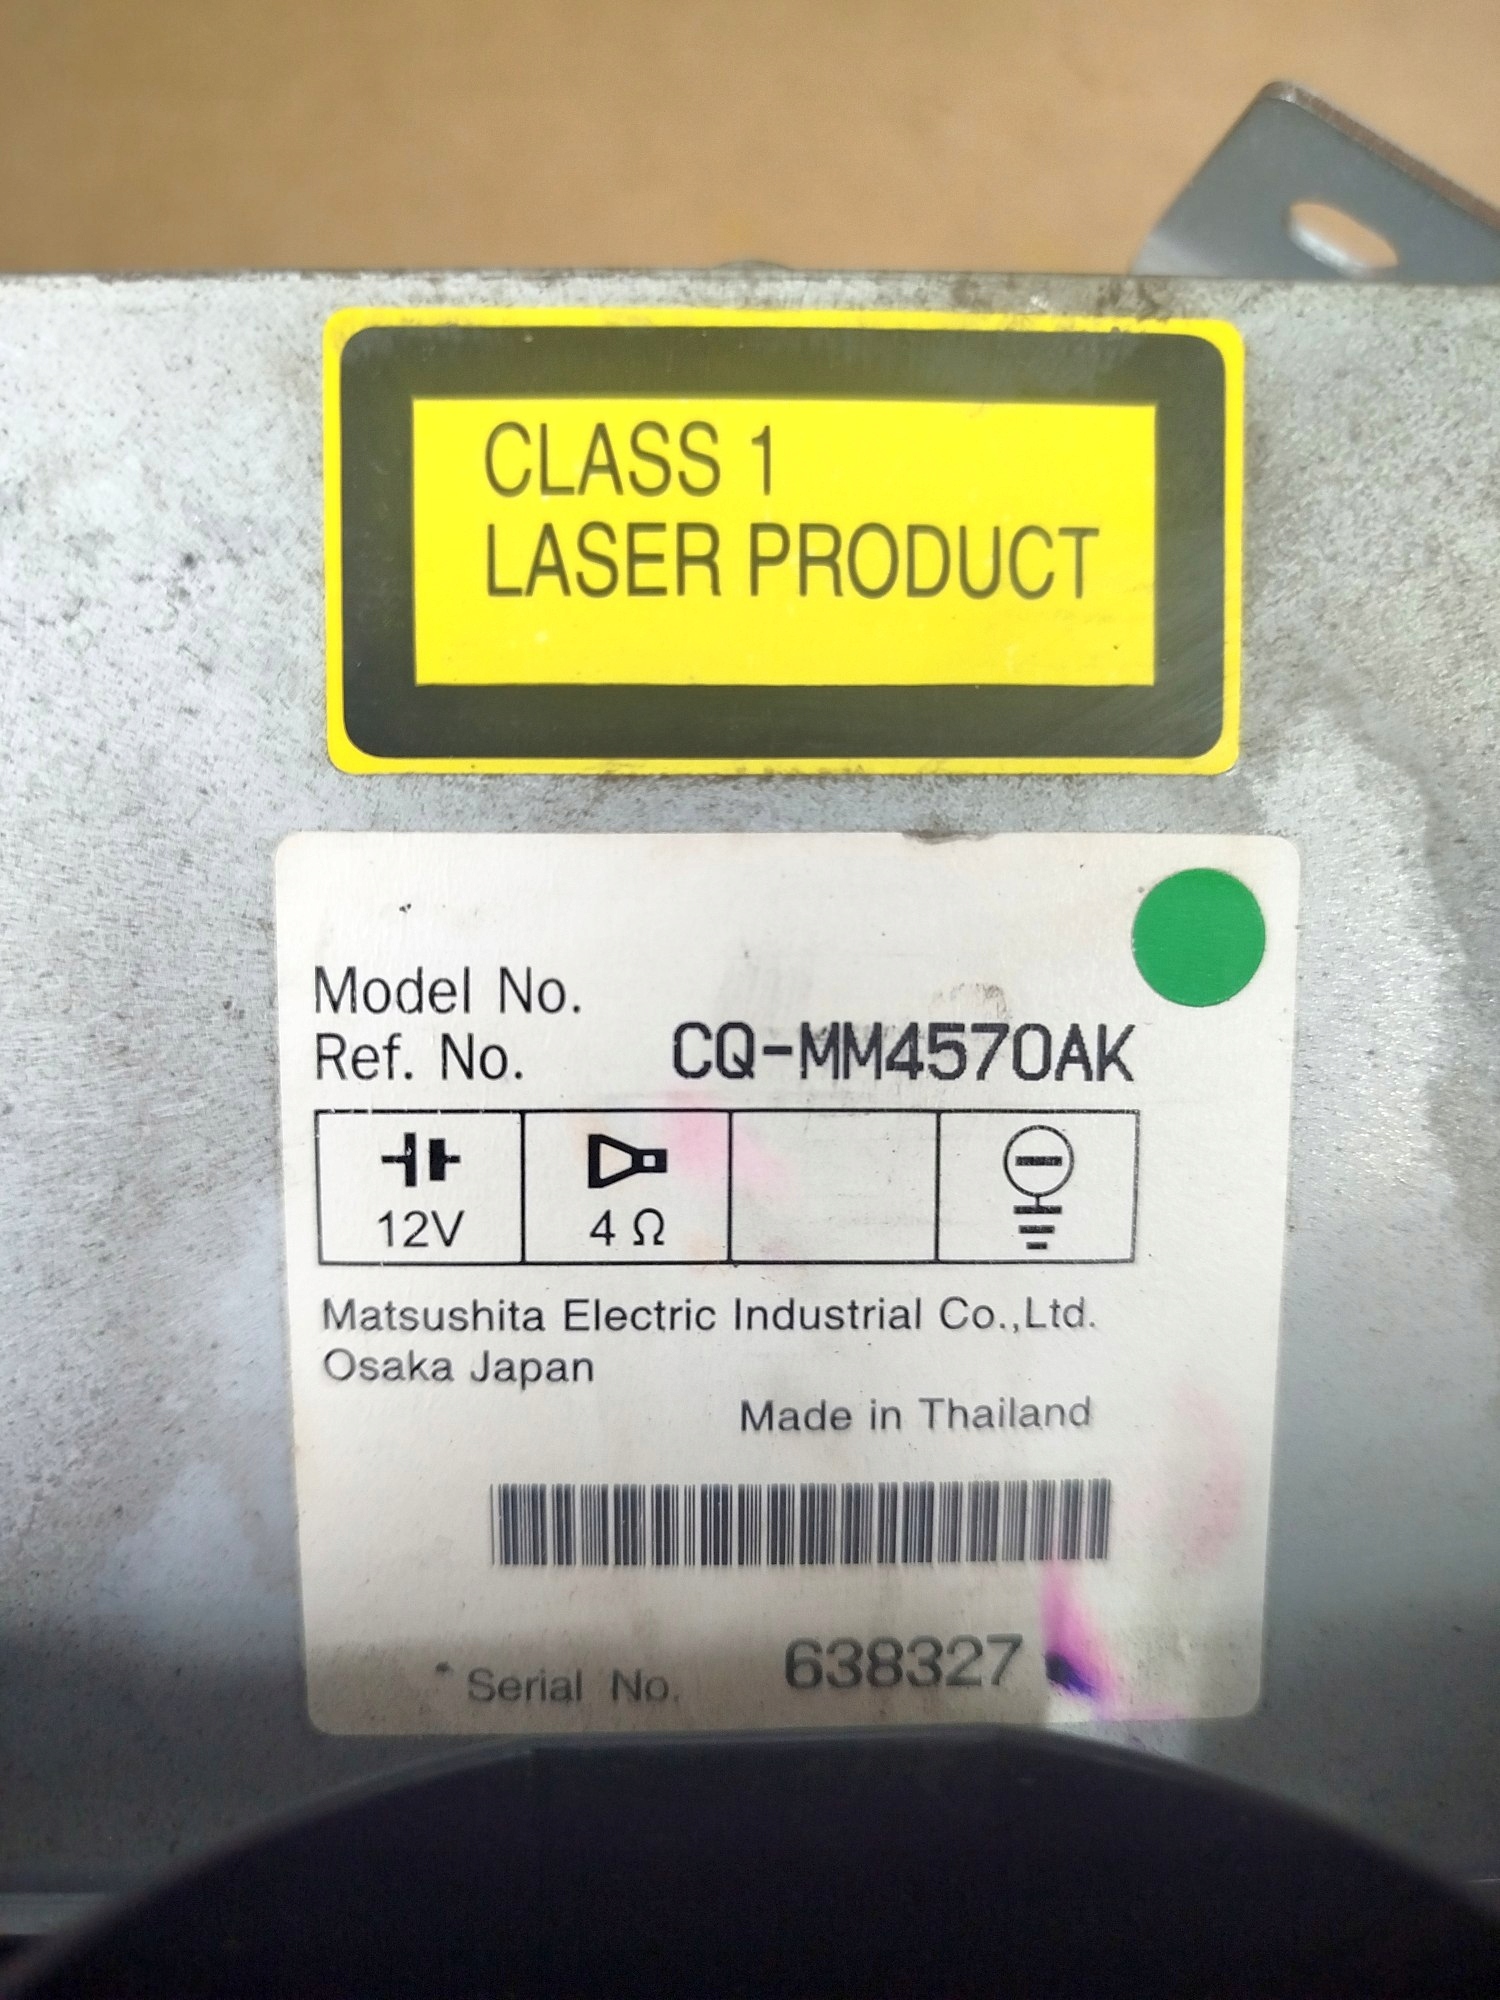 CLASS 1
LASER PRODUCT
Model No.
Ref. No. CQ-MM4570AK
12V
4 Ω
Matsushita Electric Industrial Co.,Ltd.
Osaka Japan
Made in Thailand
Serial No. 638327